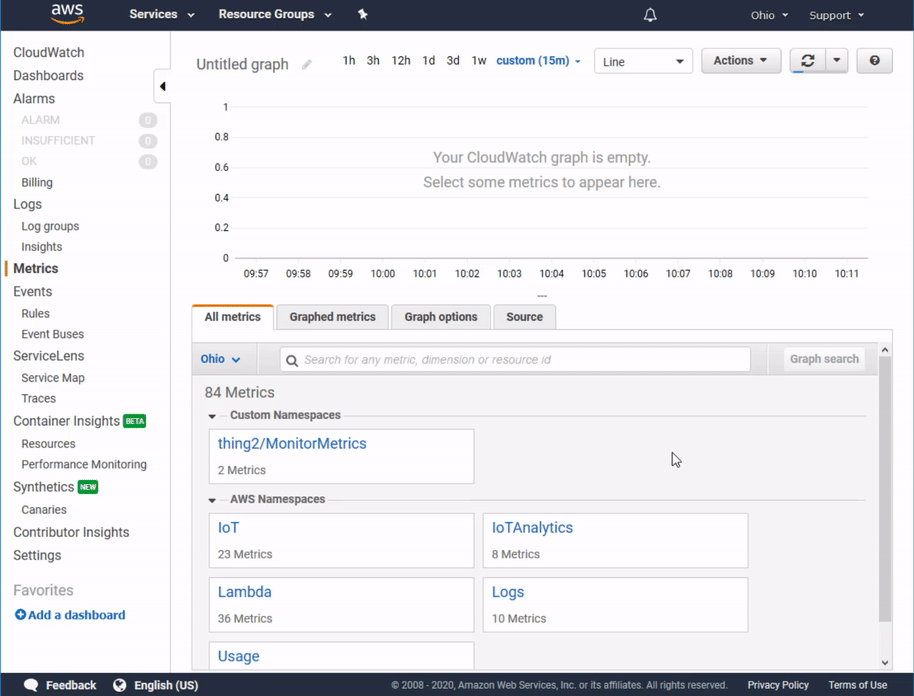 aws
Services
Resource Groups
Ohio
Support
CloudWatch
Dashboards
Alarms
ALARM 0
INSUFFICIENT 0
OK 0
Billing
Logs
Log groups
Insights
Metrics
Events
Rules
Event Buses
ServiceLens
Service Map
Traces
Container Insights BETA
Resources
Performance Monitoring
Synthetics NEW
Canaries
Contributor Insights
Settings
Favorites
Add a dashboard
Untitled graph
1h 3h 12h 1d 3d 1w custom (15m)
Line
Actions
?
1
0.8
0.6
0.4
0.2
0
Your CloudWatch graph is empty.
Select some metrics to appear here.
09:57 09:58 09:59 10:00 10:01 10:02 10:03 10:04 10:05 10:06 10:07 10:08 10:09 10:10 10:11
All metrics
Graphed metrics
Graph options
Source
Ohio
Search for any metric, dimension or resource id
Graph search
84 Metrics
Custom Namespaces
thing2/MonitorMetrics
2 Metrics
AWS Namespaces
IoT
23 Metrics
IoTAnalytics
8 Metrics
Lambda
36 Metrics
Logs
10 Metrics
Usage
Feedback
English (US)
© 2008 - 2020, Amazon Web Services, Inc. or its affiliates. All rights reserved.
Privacy Policy
Terms of Use